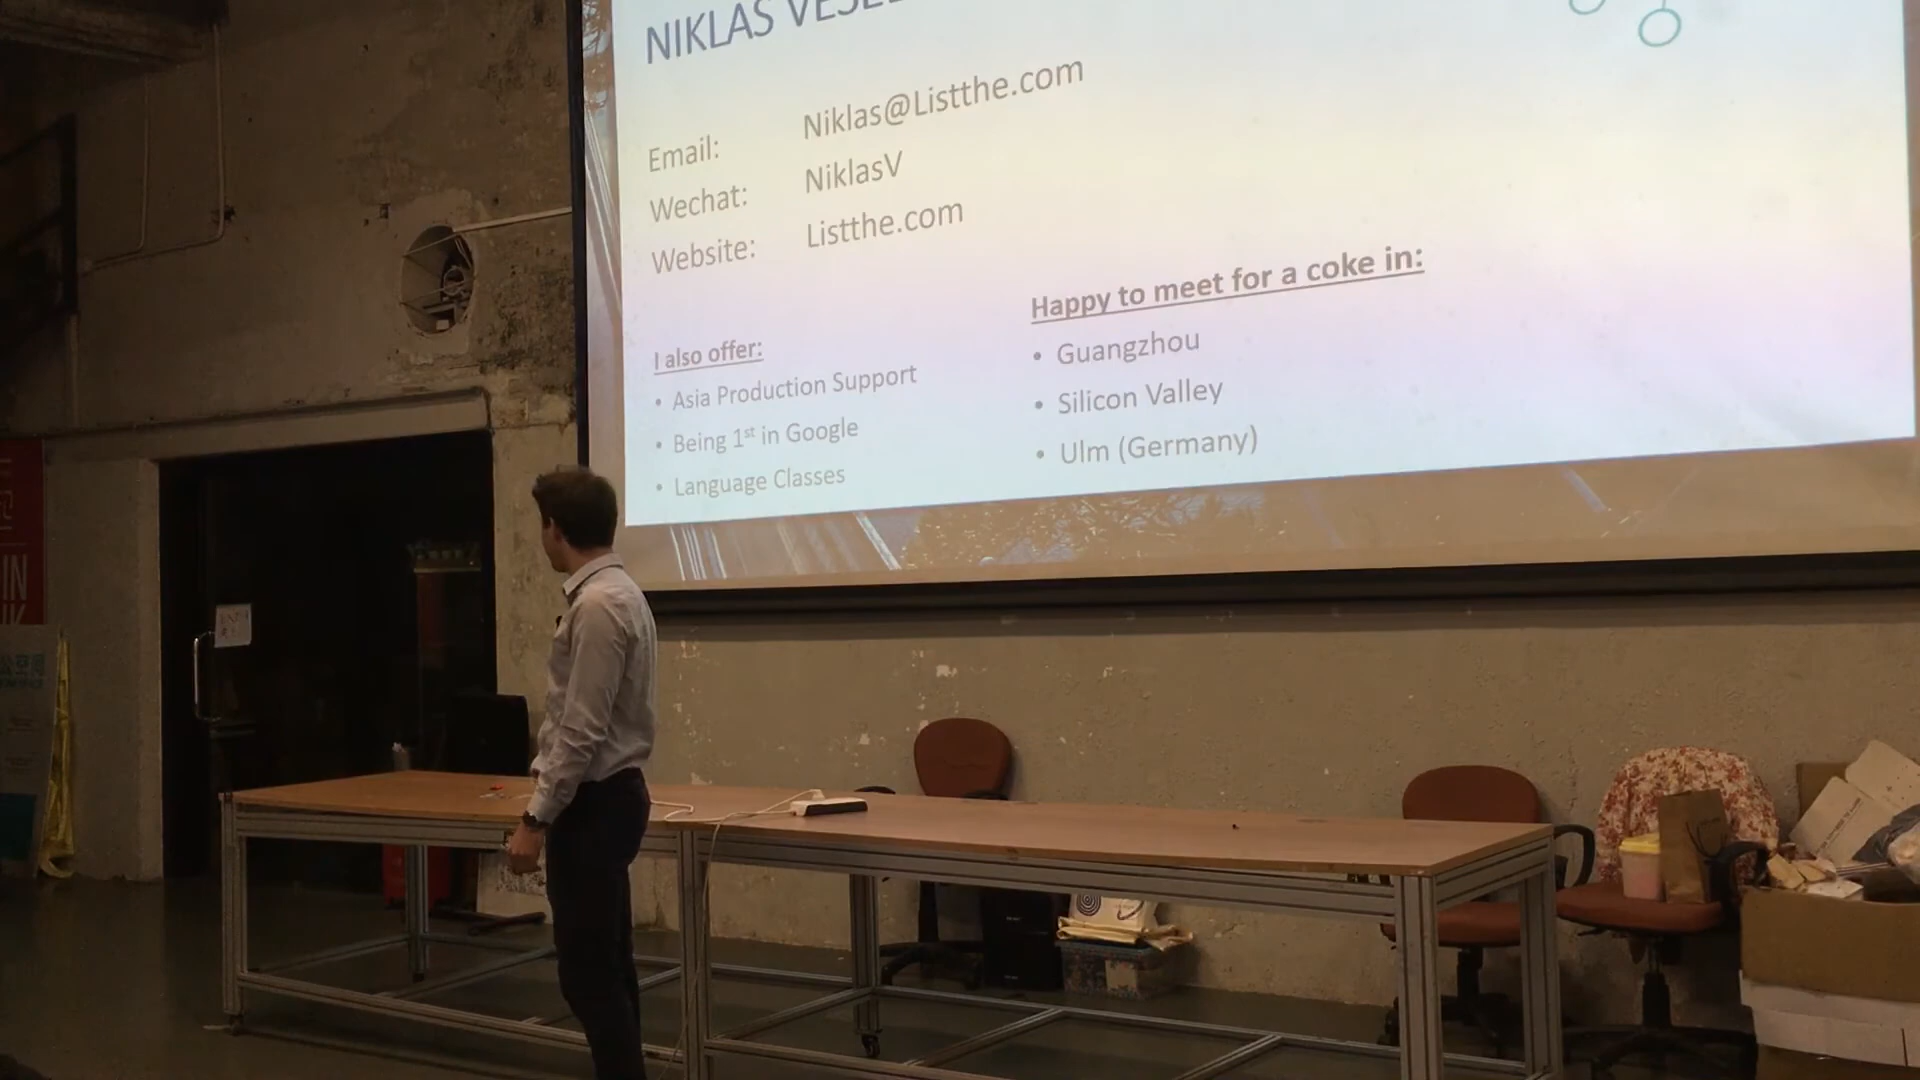 NIKLAS
Email: Niklas@Listthe.com
Wechat: NiklasV
Website: Listthe.com
I also offer:
• Asia Production Support
• Being 1st in Google
• Language Classes
Happy to meet for a coke in:
• Guangzhou
• Silicon Valley
• Ulm (Germany)
IN